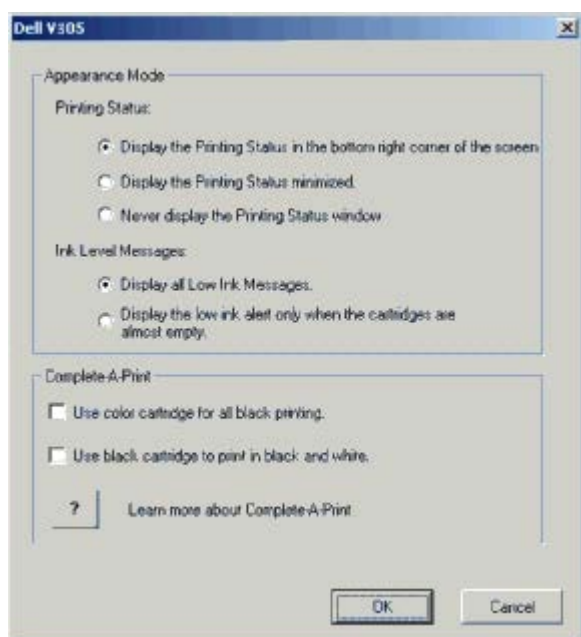 Dell V305
Appearance Mode
Printing Status:
Display the Printing Status in the bottom right corner of the screen
Display the Printing Status minimized.
Never display the Printing Status window
Ink Level Messages:
Display all Low Ink Messages.
Display the low ink alert only when the cartridges are
almost empty.
Complete-A-Print
Use color cartridge for all black printing.
Use black cartridge to print in black and white.
?
Learn more about Complete-A-Print
OK
Cancel